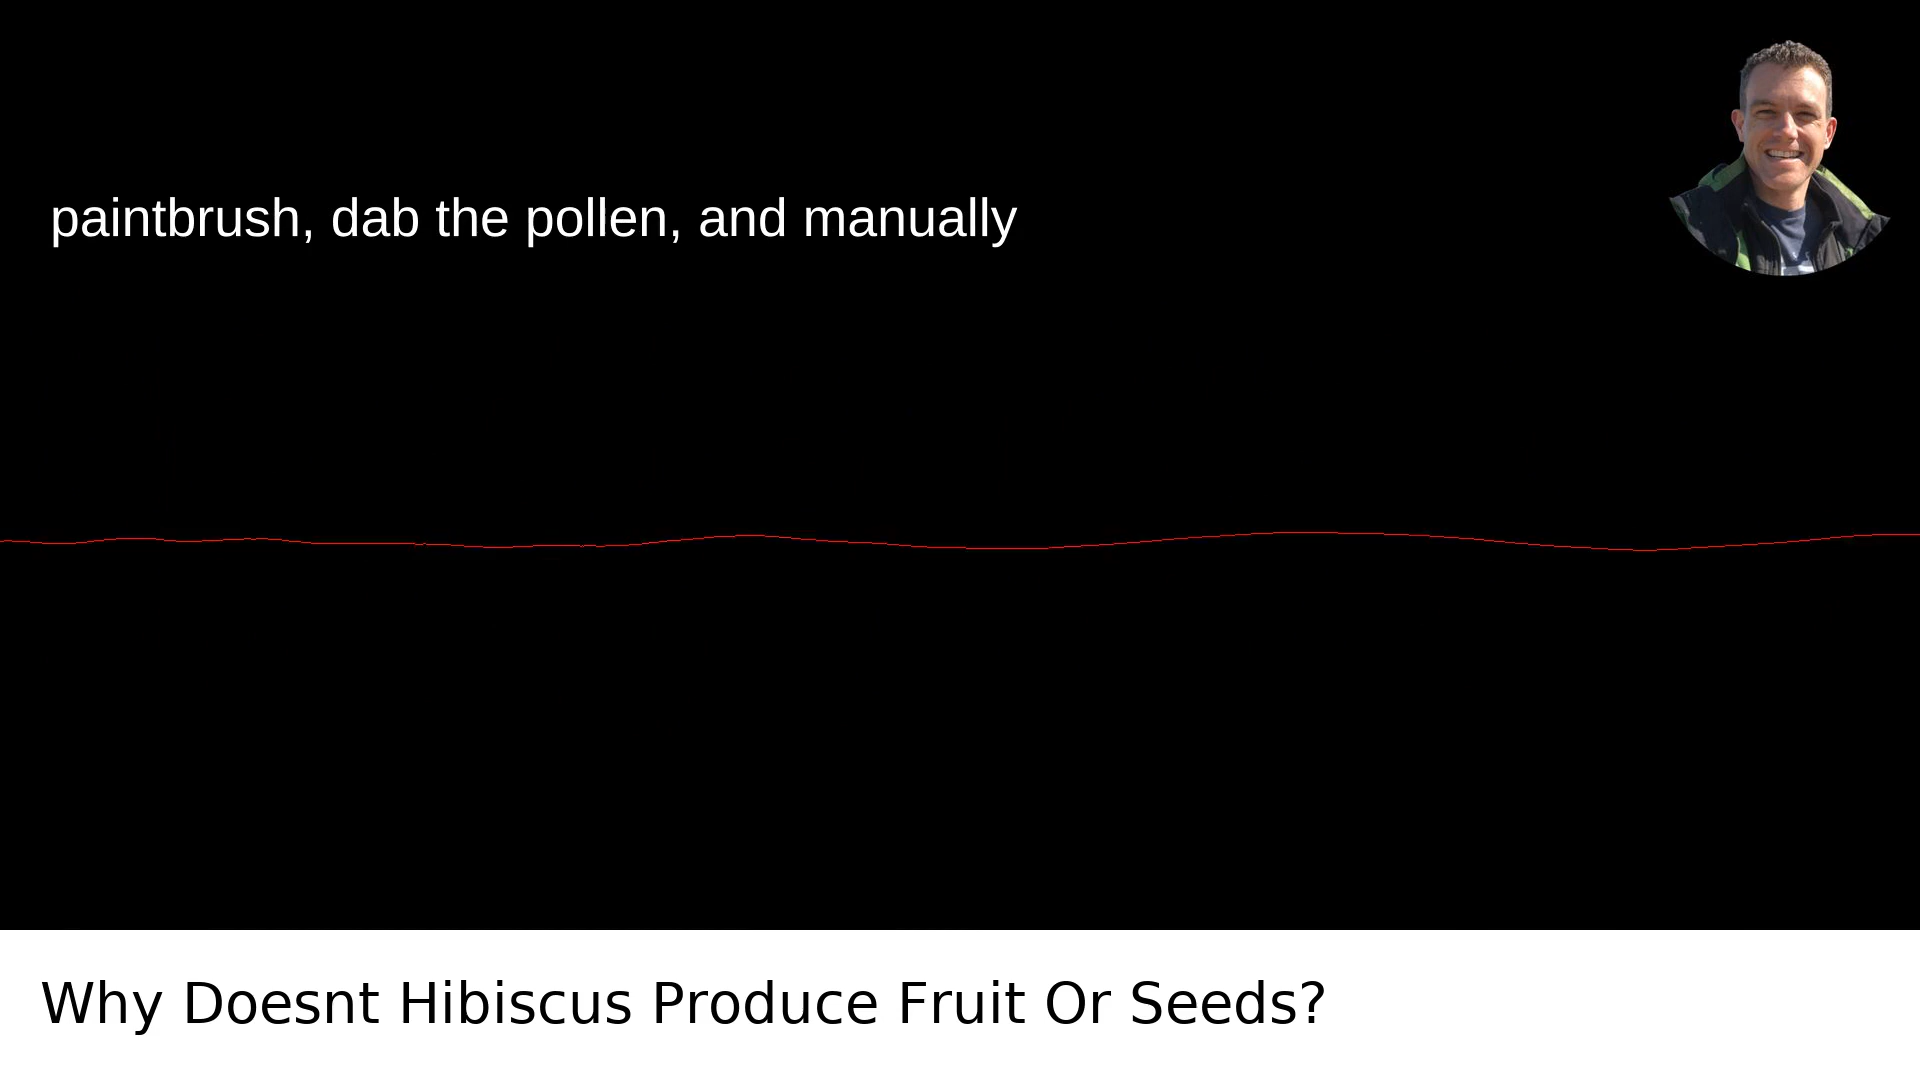 paintbrush, dab the pollen, and manually
Why Doesnt Hibiscus Produce Fruit Or Seeds?